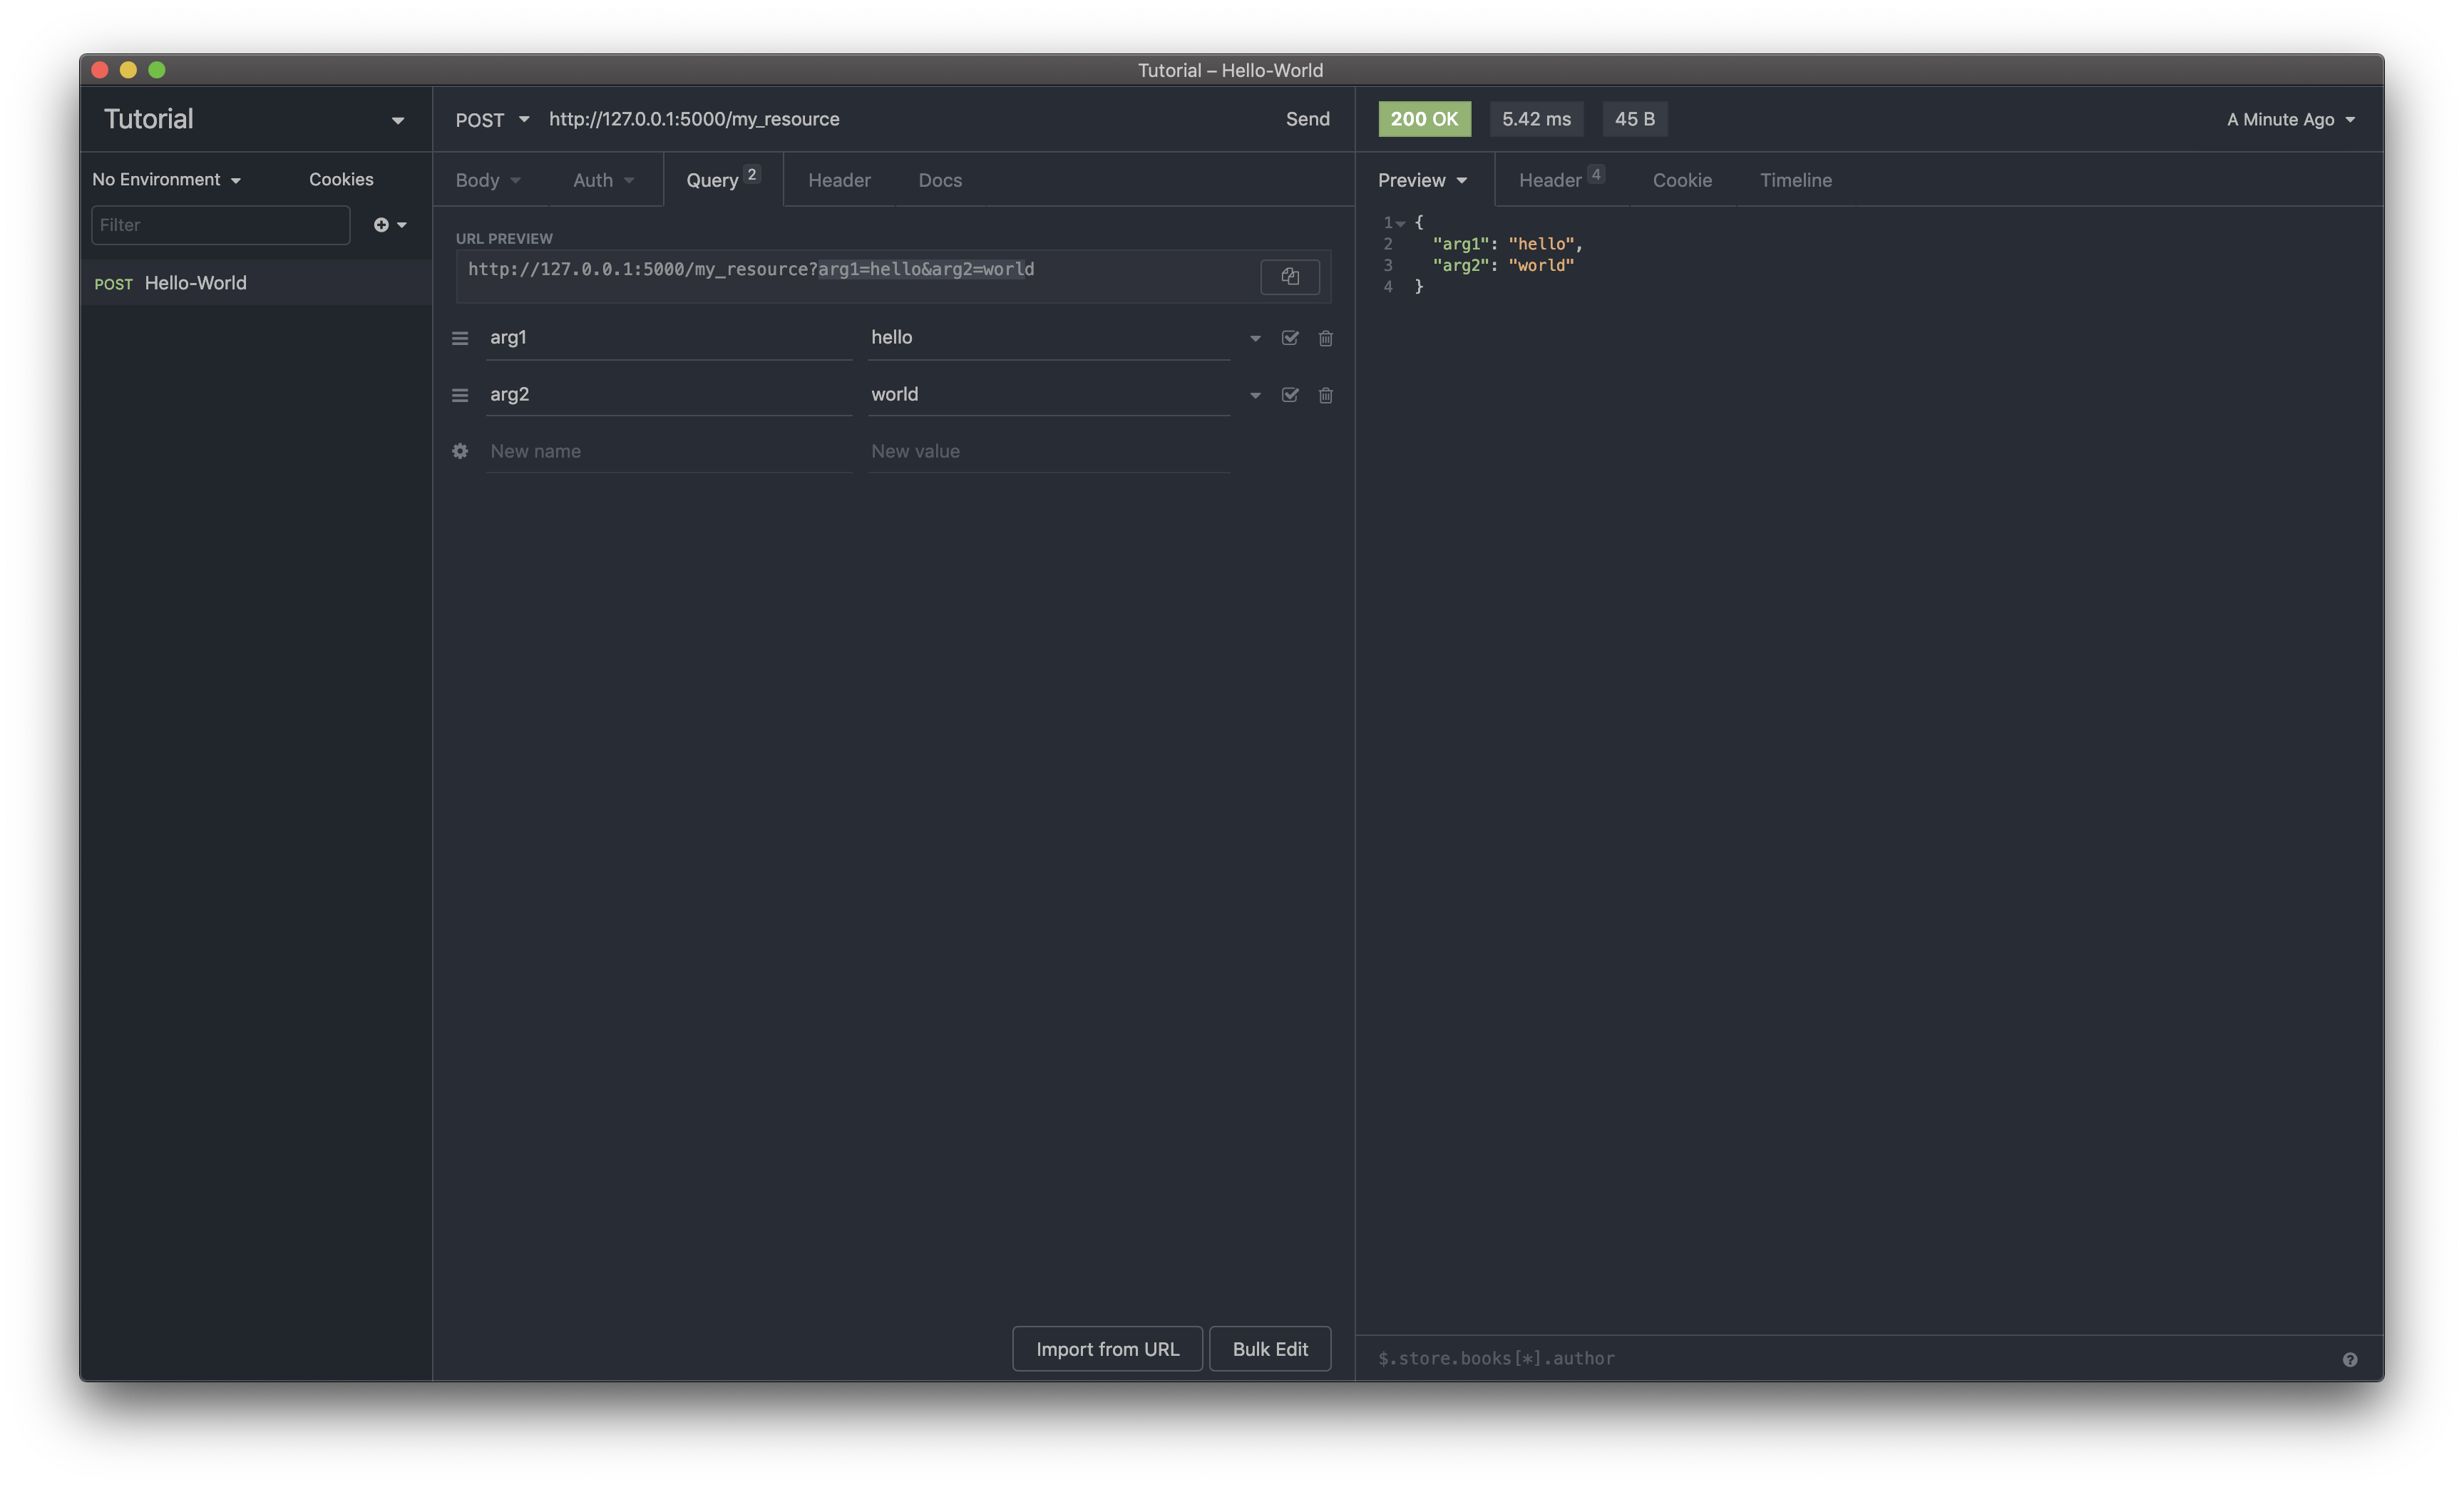 Tutorial – Hello-World
Tutorial
POST http://127.0.0.1:5000/my_resource Send
200 OK 5.42 ms 45 B A Minute Ago
No Environment Cookies
Filter
POST Hello-World
Body Auth Query 2 Header Docs
URL PREVIEW
http://127.0.0.1:5000/my_resource?arg1=hello&arg2=world
arg1 hello
arg2 world
New name New value
Import from URL Bulk Edit
Preview Header 4 Cookie Timeline
1 {
2 "arg1": "hello",
3 "arg2": "world"
4 }
$.store.books[*].author